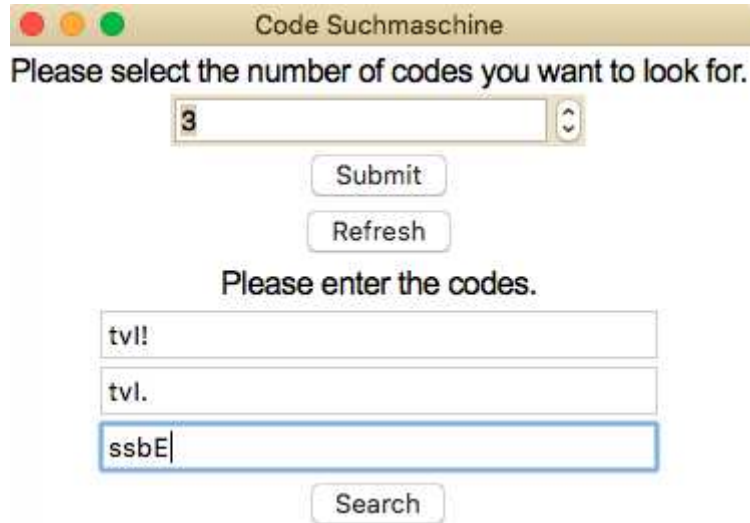 Code Suchmaschine
Please select the number of codes you want to look for.
3
Submit
Refresh
Please enter the codes.
tvl!
tvl.
ssbE
Search